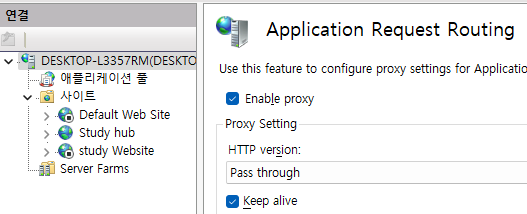 연결
DESKTOP-L3357RM(DESKTO
애플리케이션 풀
사이트
Default Web Site
Study hub
study Website
Server Farms
Application Request Routing
Use this feature to configure proxy settings for Applicatio
Enable proxy
Proxy Setting
HTTP version:
Pass through
Keep alive